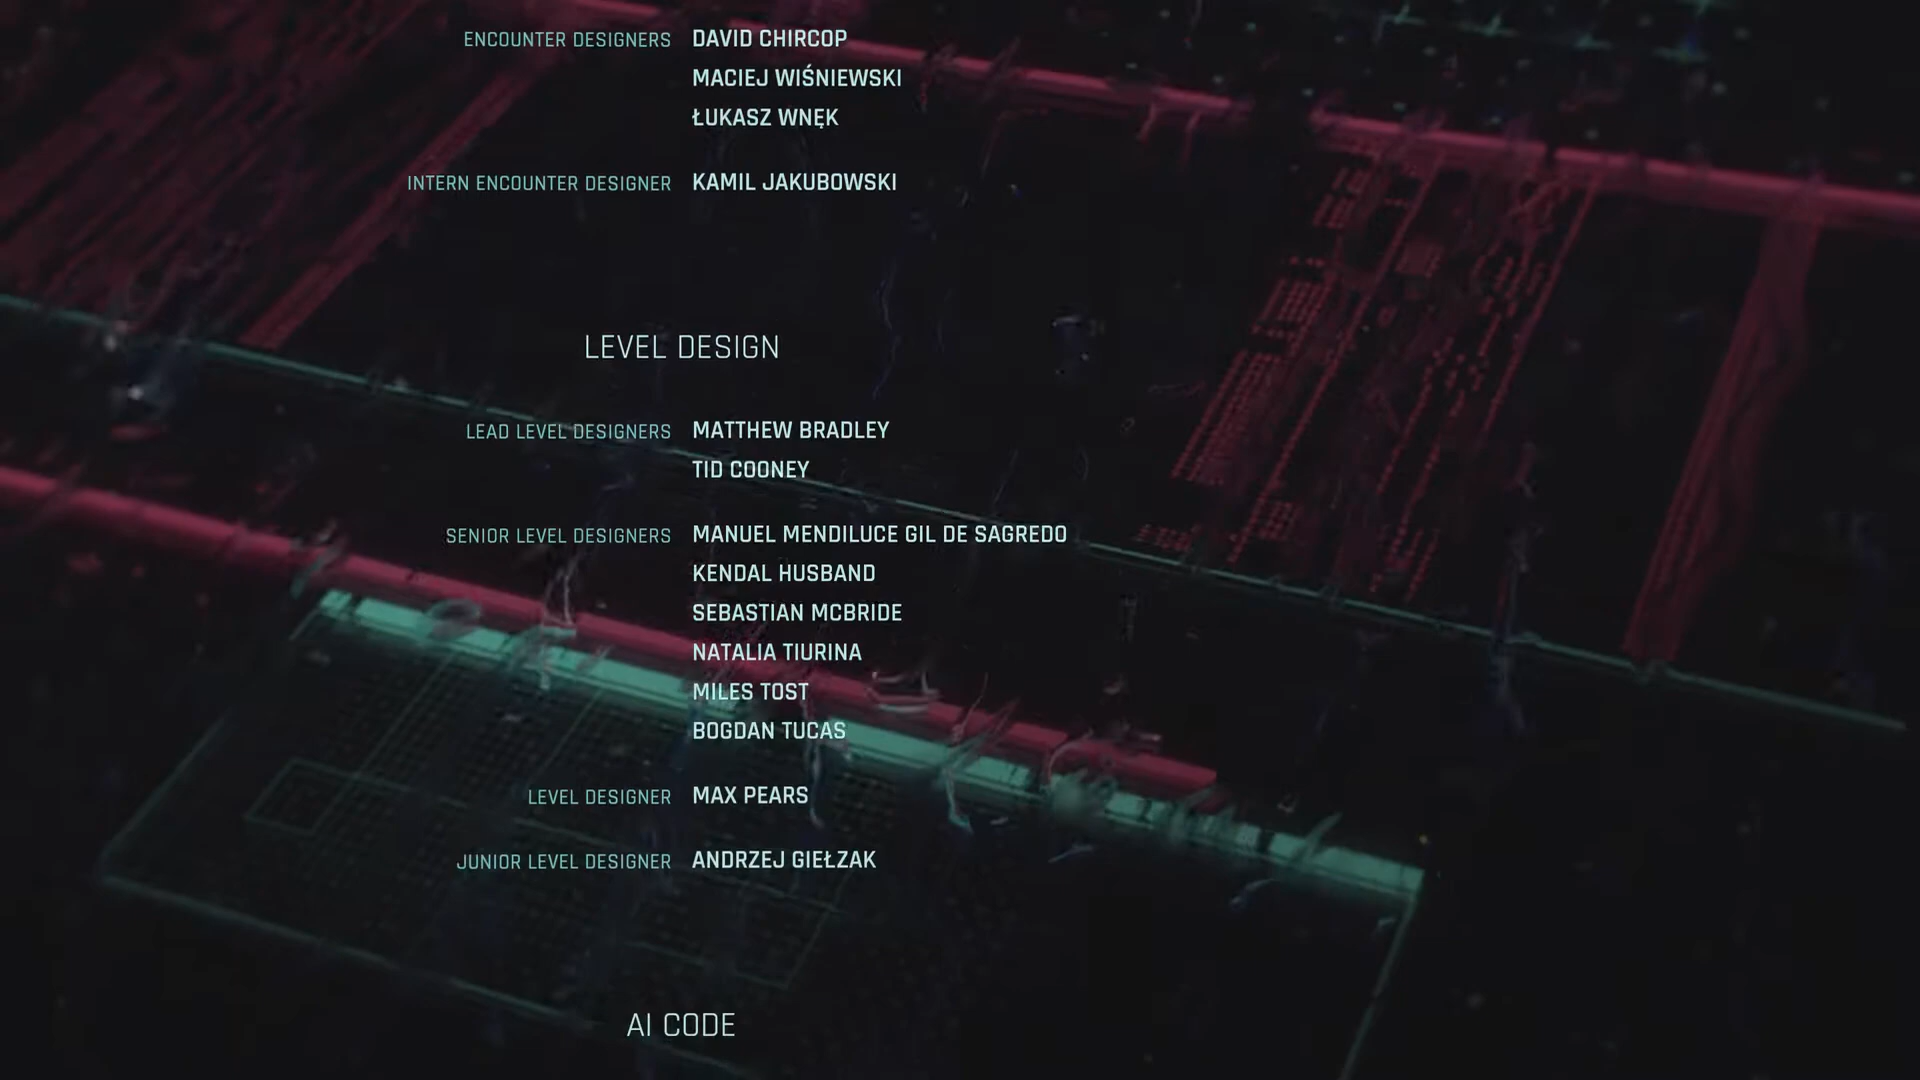 ENCOUNTER DESIGNERS DAVID CHIRCOP
MACIEJ WIŚNIEWSKI
ŁUKASZ WNĘK
INTERN ENCOUNTER DESIGNER KAMIL JAKUBOWSKI
LEVEL DESIGN
LEAD LEVEL DESIGNERS MATTHEW BRADLEY
TID COONEY
SENIOR LEVEL DESIGNERS MANUEL MENDILUCE GIL DE SAGREDO
KENDAL HUSBAND
SEBASTIAN MCBRIDE
NATALIA TIURINA
MILES TOST
BOGDAN TUCAS
LEVEL DESIGNER MAX PEARS
JUNIOR LEVEL DESIGNER ANDRZEJ GIEŁZAK
AI CODE